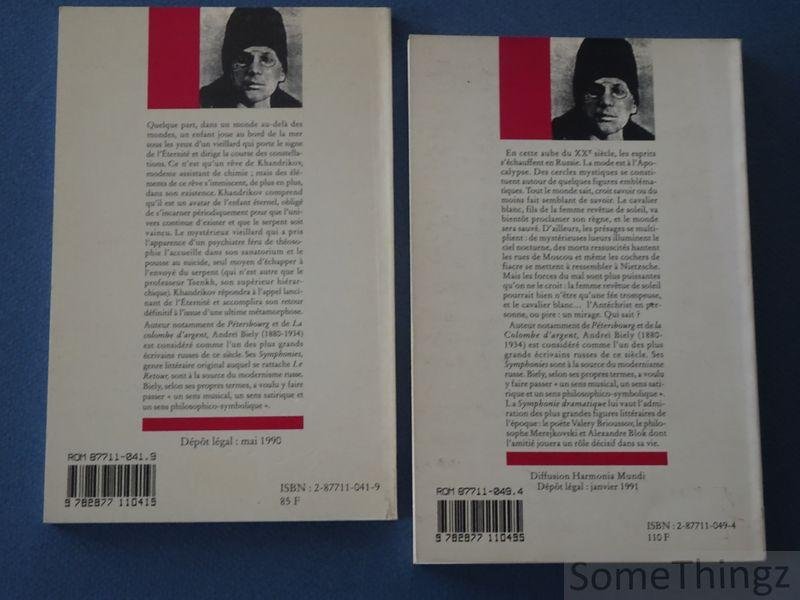 Quelque part, dans un monde au-delà des
mondes, un enfant joue au bord de la mer
sous les yeux d'un vieillard qui porte le signe
de l'Éternité et dirige la course des constella-
tions. Ce n'est qu'un rêve de Khandrikov,
modeste assistant de chimie ; mais des élé-
ments de ce rêve s'immiscent, de plus en plus,
dans son existence. Khandrikov comprend
qu'il est un avatar de l'enfant éternel, obligé
de s'incarner périodiquement pour que l'uni-
vers continue d'exister et que le serpent soit
vaincu. Le mystérieux vieillard qui a pris
l'apparence d'un psychiatre féru de théoso-
phie l'accueille dans son sanatorium et le
pousse au suicide, seul moyen d'échapper à
l'envoyé du serpent (qui n'est autre que le
professeur Tsenkh, son supérieur hiérar-
chique). Khandrikov répondra à l'appel lanci-
nant de l'Éternité et accomplira son retour
définitif à l'issue d'une ultime métamorphose.
Auteur notamment de Pétersbourg et de La
colombe d'argent, Andreï Biely (1880-
1934) est considéré comme l'un des plus grands
écrivains russes de ce siècle. Ses Symphonies,
genre littéraire original auquel se rattache Le
Retour, sont à la source du modernisme russe.
Biely, selon ses propres termes, a voulu y faire
passer « un sens musical, un sens satirique et
un sens philosophico-symbolique ».
Dépôt légal : mai 1990
ROM 87711-041.9
9 782877 110419
ISBN : 2-87711-041-9
85 F
En cette aube du XXe siècle, les esprits
s'échauffent en Russie. La mode est à l'Apo-
calypse. Des cercles mystiques se consti-
tuent autour de quelques figures embléma-
tiques. Tout le monde sait, croit savoir ou du
moins fait semblant de savoir. Le cavalier
blanc, fils de la femme revêtue de soleil, va
bientôt proclamer son règne, et le monde
sera sauvé. D'ailleurs, les présages se multi-
plient : de mystérieuses lueurs illuminent le
ciel nocturne, des morts ressuscités hantent
les rues de Moscou et même les cochers de
fiacre se mettent à ressembler à Nietzsche.
Mais les forces du mal sont plus puissantes
qu'on ne le croit : la femme revêtue de soleil
pourrait bien n'être qu'une fée trompeuse,
et le cavalier blanc... l'Antéchrist en per-
sonne, ou pire : un mirage. Qui sait ?
Auteur notamment de Pétersbourg et de la
Colombe d'argent, Andreï Biely (1880-
1934) est considéré comme l'un des plus
grands écrivains russes de ce siècle. Ses
Symphonies sont à la source du modernisme
russe. Biely, selon ses propres termes, a voulu
y faire passer « un sens musical, un sens sati-
rique et un sens philosophico-symbolique ».
La Symphonie dramatique lui vaut l'admi-
ration des plus grandes figures littéraires de
l'époque : le poète Valery Brioussov, le philo-
sophe Merejkovski et Alexandre Blok dont
l'amitié jouera un rôle décisif dans sa vie.
Diffusion Harmonia Mundi
Dépôt légal : janvier 1991
ROM 87711-049.4
9 782877 110495
ISBN : 2-87711-049-4
110 F
SomeThingz